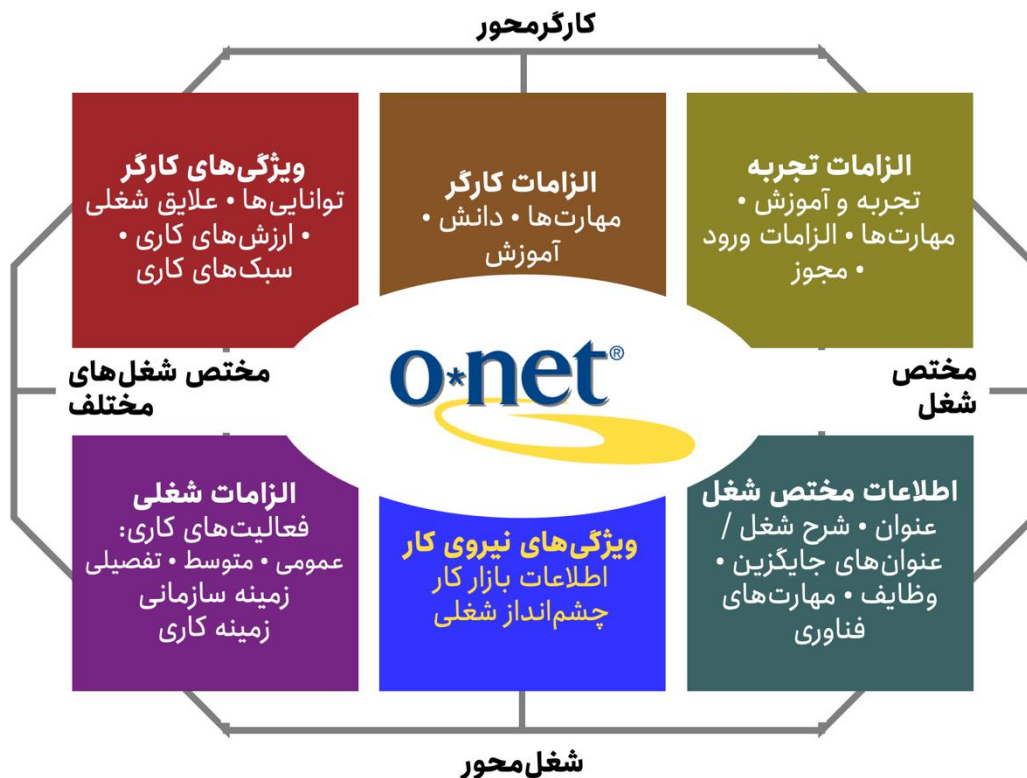 کارگرمحور
الزامات تجربه
تجربه و آموزش •
مهارت‌ها • الزامات ورود
• مجوز
الزامات کارگر
مهارت‌ها • دانش •
آموزش
ویژگی‌های کارگر
توانایی‌ها • علایق شغلی
• ارزش‌های کاری •
سبک‌های کاری
مختص
شغل
o*net®
مختص شغل‌های
مختلف
اطلاعات مختص شغل
عنوان • شرح شغل /
عنوان‌های جایگزین •
وظایف • مهارت‌های
فناوری
ویژگی‌های نیروی کار
اطلاعات بازار کار
چشم‌انداز شغلی
الزامات شغلی
فعالیت‌های کاری:
عمومی • متوسط • تفصیلی
زمینه سازمانی
زمینه کاری
شغل‌محور